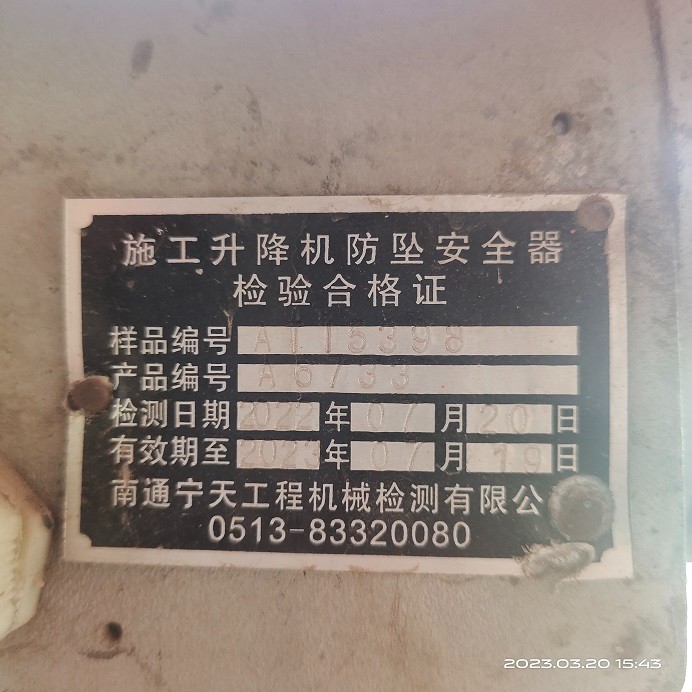 施工升降机防坠安全器
检验合格证
样品编号 A1115398
产品编号 A6733
检测日期 2022 年 07 月 20 日
有效期至 2023 年 07 月 19 日
南通宁天工程机械检测有限公
0513-83320080
2023.03.20 15:43